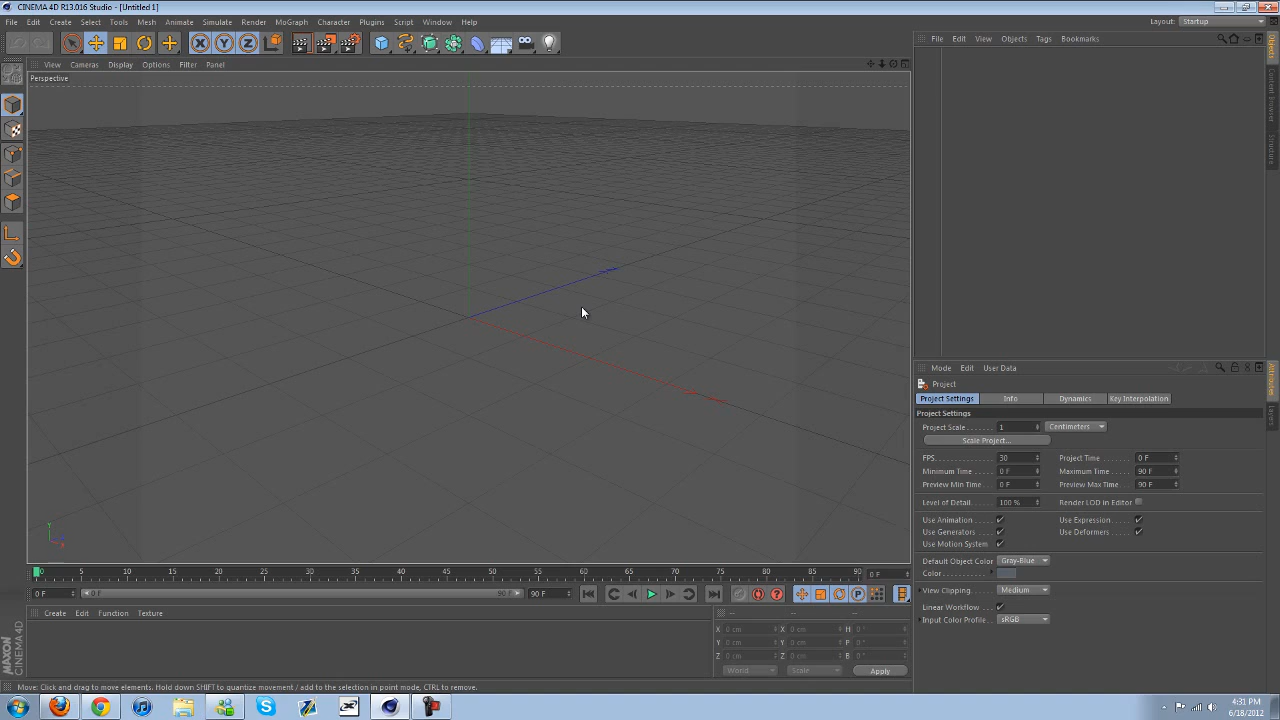 CINEMA 4D R13.016 Studio - [Untitled 1]
File Edit Create Select Tools Mesh Animate Simulate Render MoGraph Character Plugins Script Window Help
Layout: Startup
File Edit View Objects Tags Bookmarks
View Cameras Display Options Filter Panel
Perspective
Objects
Content Browser
Structure
Y
X
Mode Edit User Data
Project
Project Settings Info Dynamics Key Interpolation
Project Settings
Project Scale 1 Centimeters
Scale Project...
FPS 30 Project Time 0 F
Minimum Time 0 F Maximum Time 90 F
Preview Min Time 0 F Preview Max Time 90 F
Level of Detail 100 % Render LOD in Editor
Use Animation Use Expression
Use Generators Use Deformers
Use Motion System
Default Object Color Gray-Blue
Color
View Clipping Medium
Linear Workflow
Input Color Profile sRGB
Attributes
Layers
0 5 10 15 20 25 30 35 40 45 50 55 60 65 70 75 80 85 90 0 F
0 F 0 F 90 F 90 F
P
Create Edit Function Texture
-- -- --
X 0 cm X 0 cm H 0 °
Y 0 cm Y 0 cm P 0 °
Z 0 cm Z 0 cm B 0 °
World Scale Apply
MAXON
CINEMA 4D
Move: Click and drag to move elements. Hold down SHIFT to quantize movement / add to the selection in point mode, CTRL to remove.
4:31 PM
6/18/2012